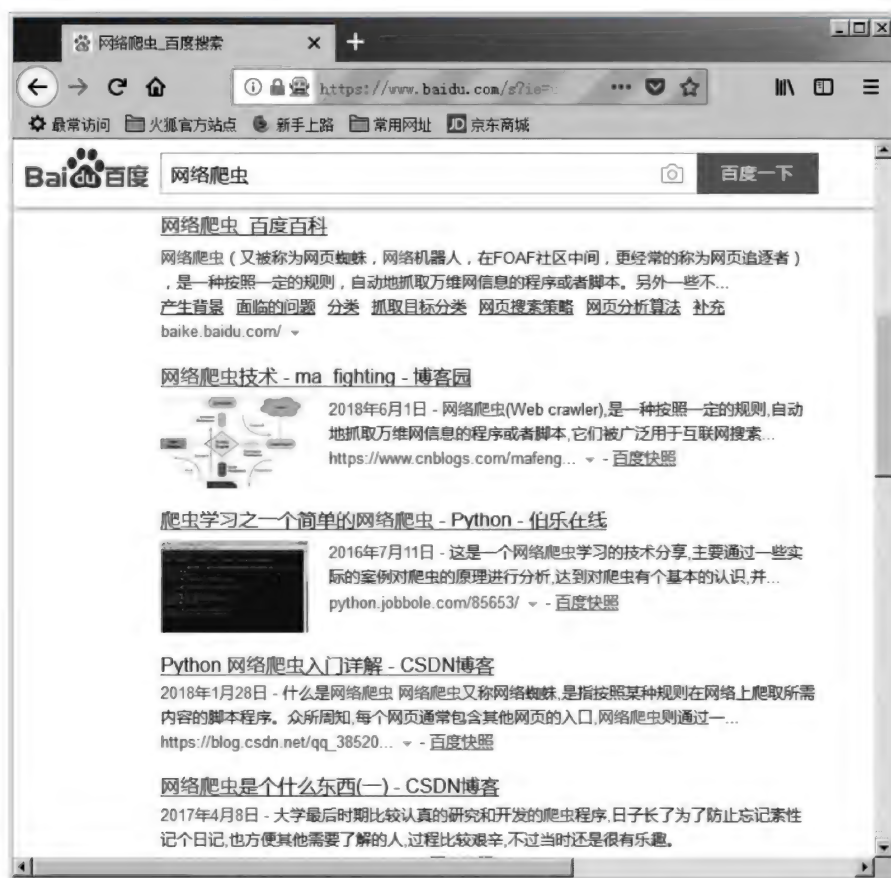 网络爬虫_百度搜索
https://www.baidu.com/s?ie=
最常访问 火狐官方站点 新手上路 常用网址 JD 京东商城
Bai du 百度 网络爬虫 百度一下
网络爬虫_百度百科
网络爬虫（又被称为网页蜘蛛，网络机器人，在FOAF社区中间，更经常的称为网页追逐者）
，是一种按照一定的规则，自动地抓取万维网信息的程序或者脚本。另外一些不...
产生背景 面临的问题 分类 抓取目标分类 网页搜索策略 网页分析算法 补充
baike.baidu.com/
网络爬虫技术 - ma_fighting - 博客园
2018年6月1日 - 网络爬虫(Web crawler),是一种按照一定的规则,自动
地抓取万维网信息的程序或者脚本,它们被广泛用于互联网搜索...
https://www.cnblogs.com/mafeng... - 百度快照
爬虫学习之一个简单的网络爬虫 - Python - 伯乐在线
2016年7月11日 - 这是一个网络爬虫学习的技术分享,主要通过一些实
际的案例对爬虫的原理进行分析,达到对爬虫有个基本的认识,并...
python.jobbole.com/85653/ - 百度快照
Python 网络爬虫入门详解 - CSDN博客
2018年1月28日 - 什么是网络爬虫 网络爬虫又称网络蜘蛛,是指按照某种规则在网络上爬取所需
内容的脚本程序。众所周知,每个网页通常包含其他网页的入口,网络爬虫则通过一...
https://blog.csdn.net/qq_38520... - 百度快照
网络爬虫是个什么东西(一) - CSDN博客
2017年4月8日 - 大学最后时期比较认真的研究和开发的爬虫程序,日子长了为了防止忘记素性
记个日记,也方便其他需要了解的人,过程比较艰辛,不过当时还是很有乐趣。